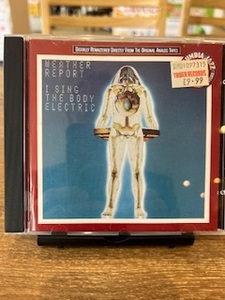 DIGITALLY REMASTERED DIRECTLY FROM THE ORIGINAL ANALOG TAPES
WEATHER
REPORT
I SING
THE BODY
ELECTRIC
TOWER RECORDS
£9.99